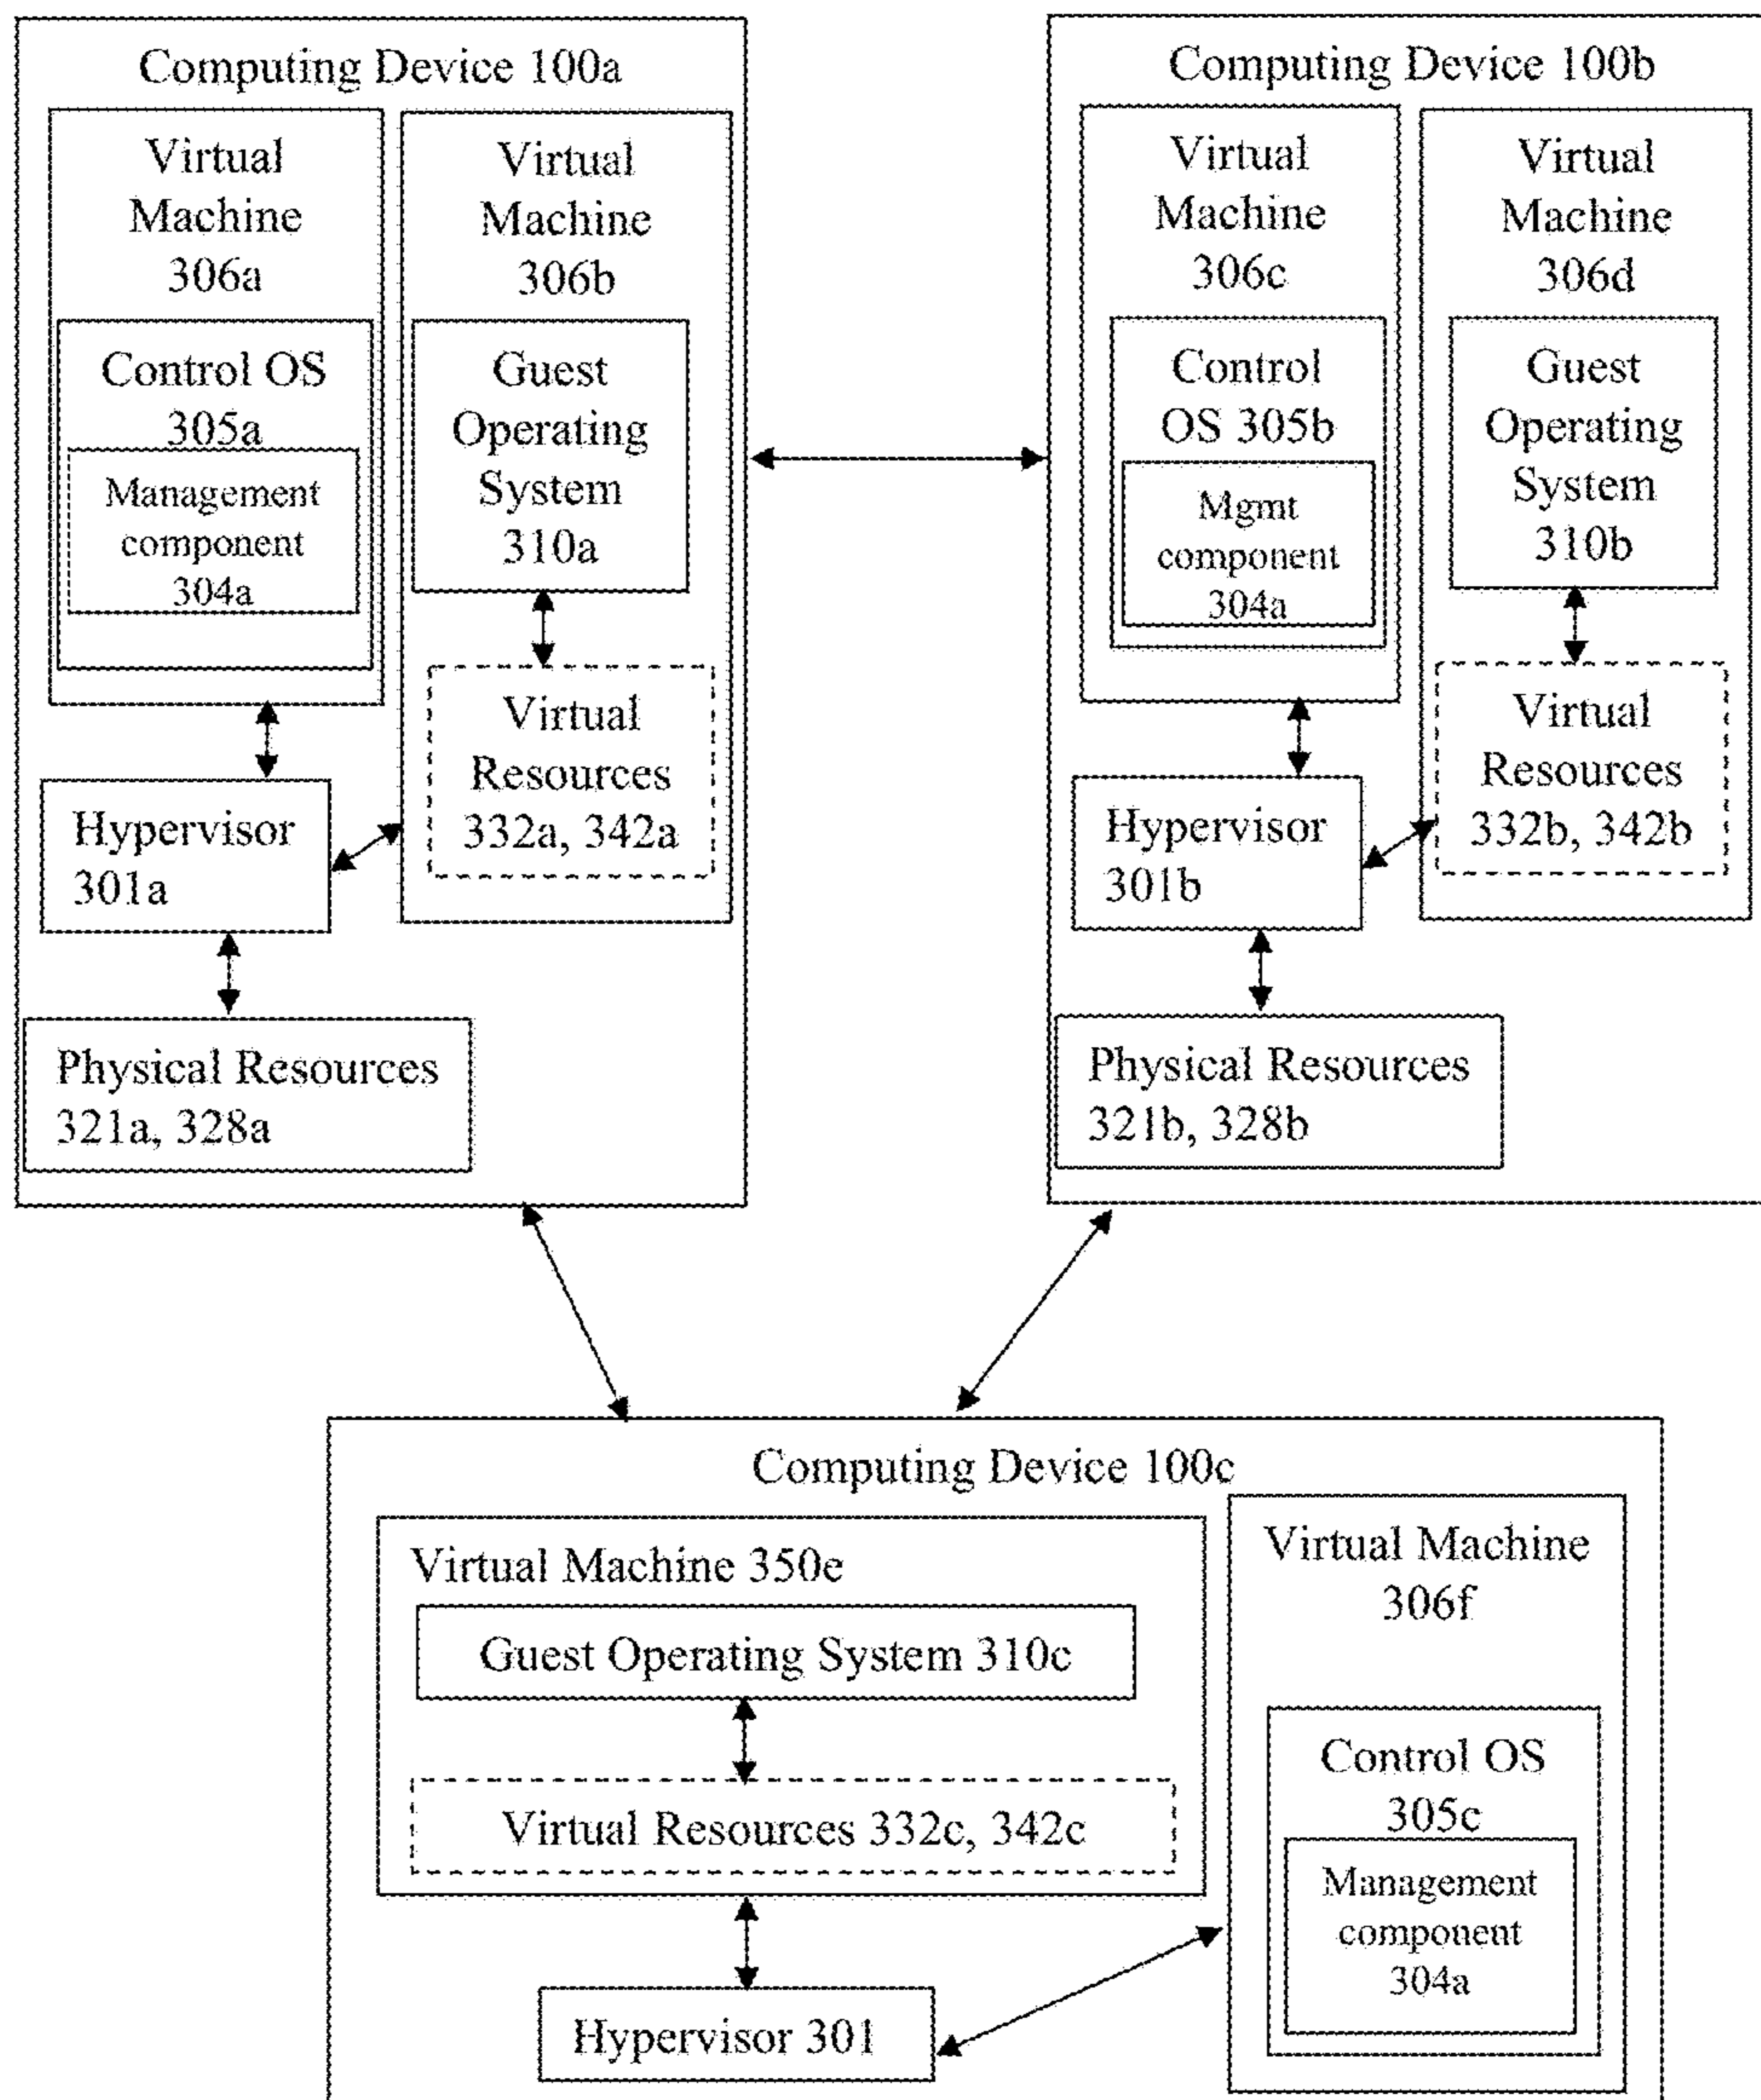 Computing Device 100a
Virtual
Machine
306a
Control OS
305a
Management
component
304a
Virtual
Machine
306b
Guest
Operating
System
310a
Virtual
Resources
332a, 342a
Hypervisor
301a
Physical Resources
321a, 328a
Computing Device 100b
Virtual
Machine
306c
Control
OS 305b
Mgmt
component
304a
Virtual
Machine
306d
Guest
Operating
System
310b
Virtual
Resources
332b, 342b
Hypervisor
301b
Physical Resources
321b, 328b
Computing Device 100c
Virtual Machine 350e
Guest Operating System 310c
Virtual Resources 332c, 342c
Hypervisor 301
Virtual Machine
306f
Control OS
305c
Management
component
304a